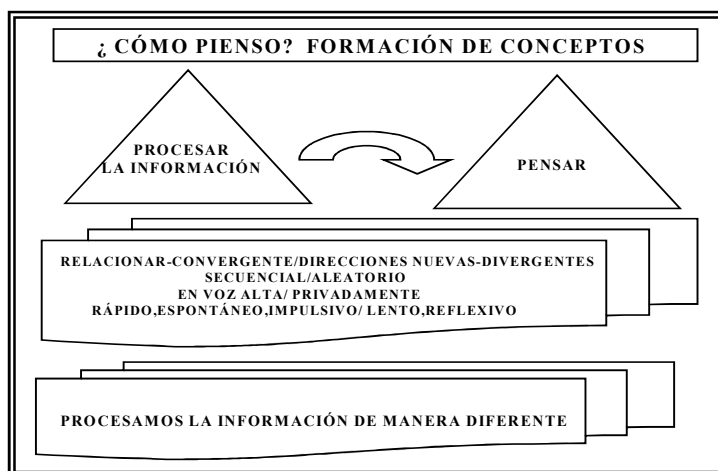 ¿ CÓMO PIENSO? FORMACIÓN DE CONCEPTOS
PROCESAR
LA INFORMACIÓN
PENSAR
RELACIONAR-CONVERGENTE/DIRECCIONES NUEVAS-DIVERGENTES
SECUENCIAL/ALEATORIO
EN VOZ ALTA/ PRIVADAMENTE
RÁPIDO,ESPONTÁNEO,IMPULSIVO/ LENTO,REFLEXIVO
PROCESAMOS LA INFORMACIÓN DE MANERA DIFERENTE